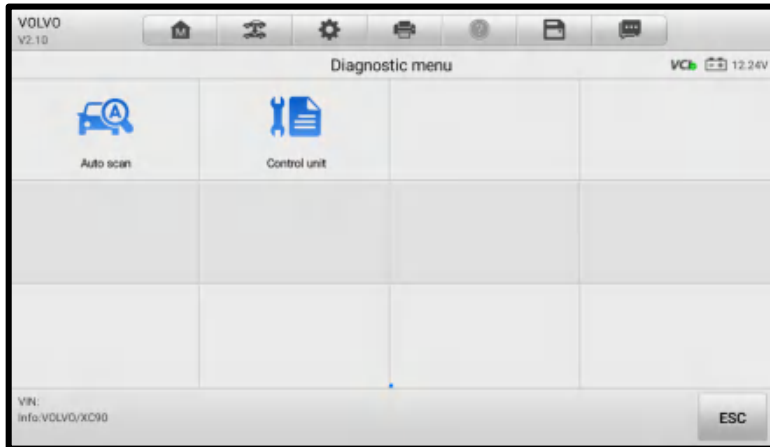 VOLVO
V2.10
M
?
Diagnostic menu
VCI 12.24V
A
Auto scan
Control unit
VIN:
Info:VOLVO/XC90
ESC